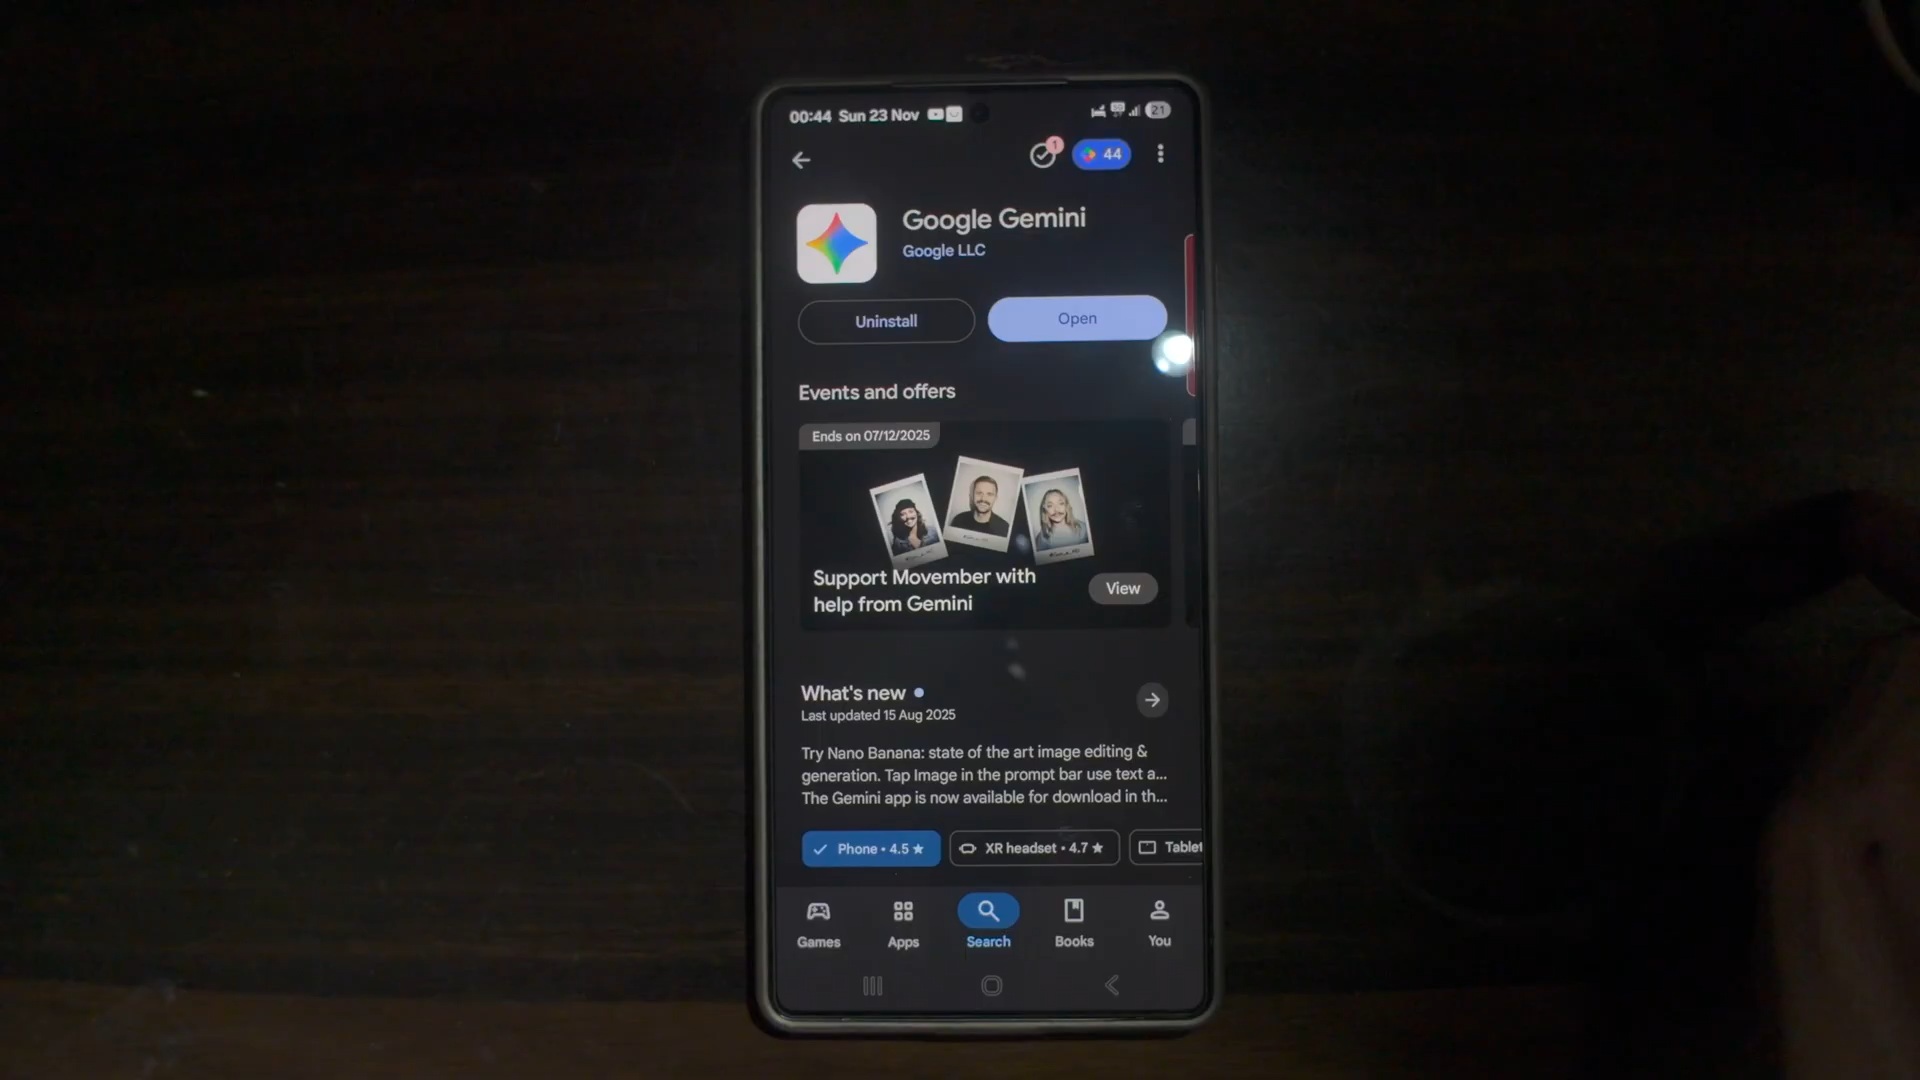 00:44 Sun 23 Nov
21
1
44
Google Gemini
Google LLC
Uninstall
Open
Events and offers
Ends on 07/12/2025
Support Movember with
help from Gemini
View
What's new
Last updated 15 Aug 2025
Try Nano Banana: state of the art image editing &
generation. Tap Image in the prompt bar use text a...
The Gemini app is now available for download in th...
Phone • 4.5 ★
XR headset • 4.7 ★
Tablet
Games
Apps
Search
Books
You